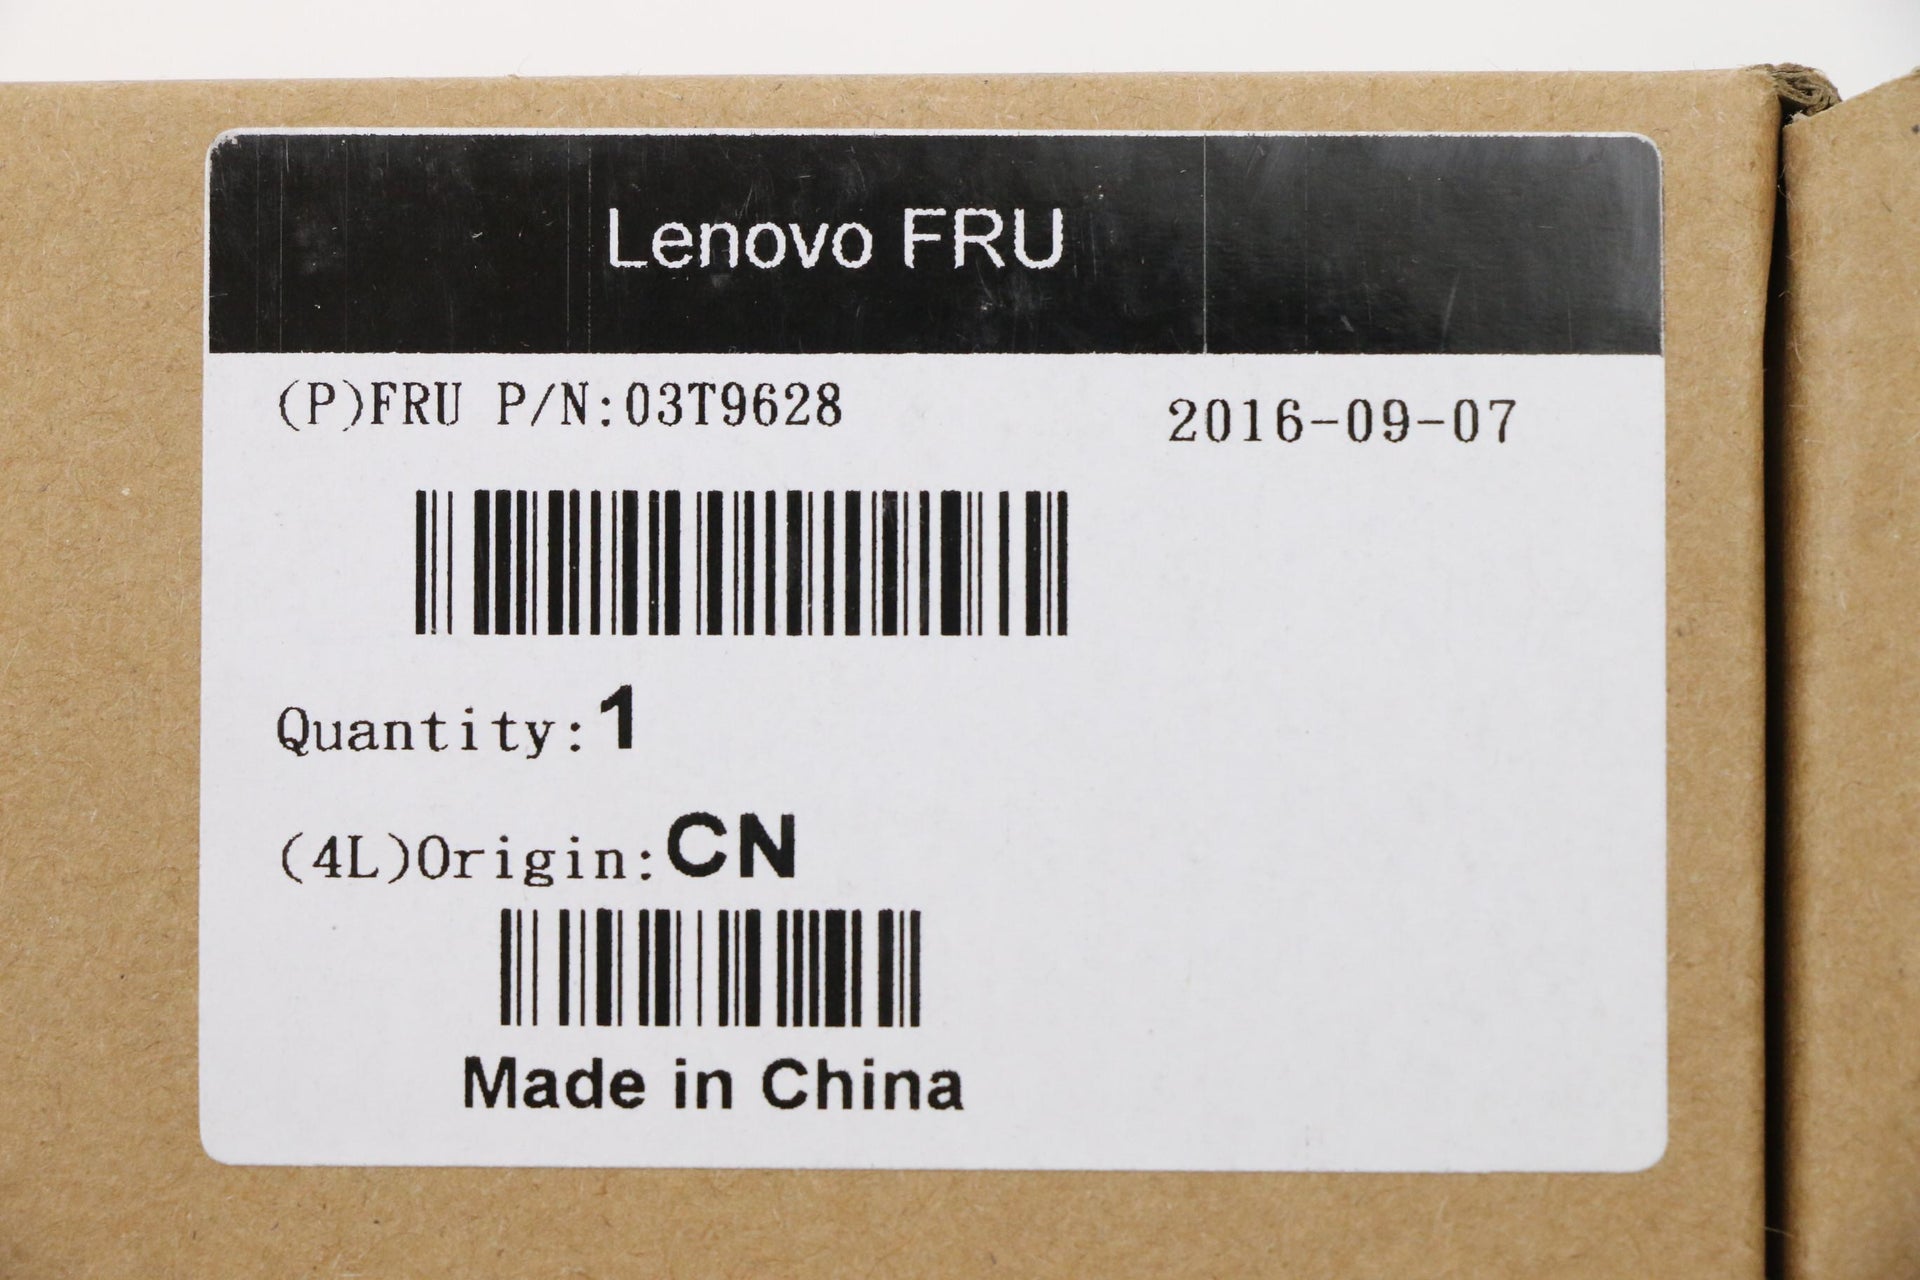 Lenovo FRU
(P)FRU P/N:03T9628
2016-09-07
Quantity:1
(4L)Origin:CN
Made in China